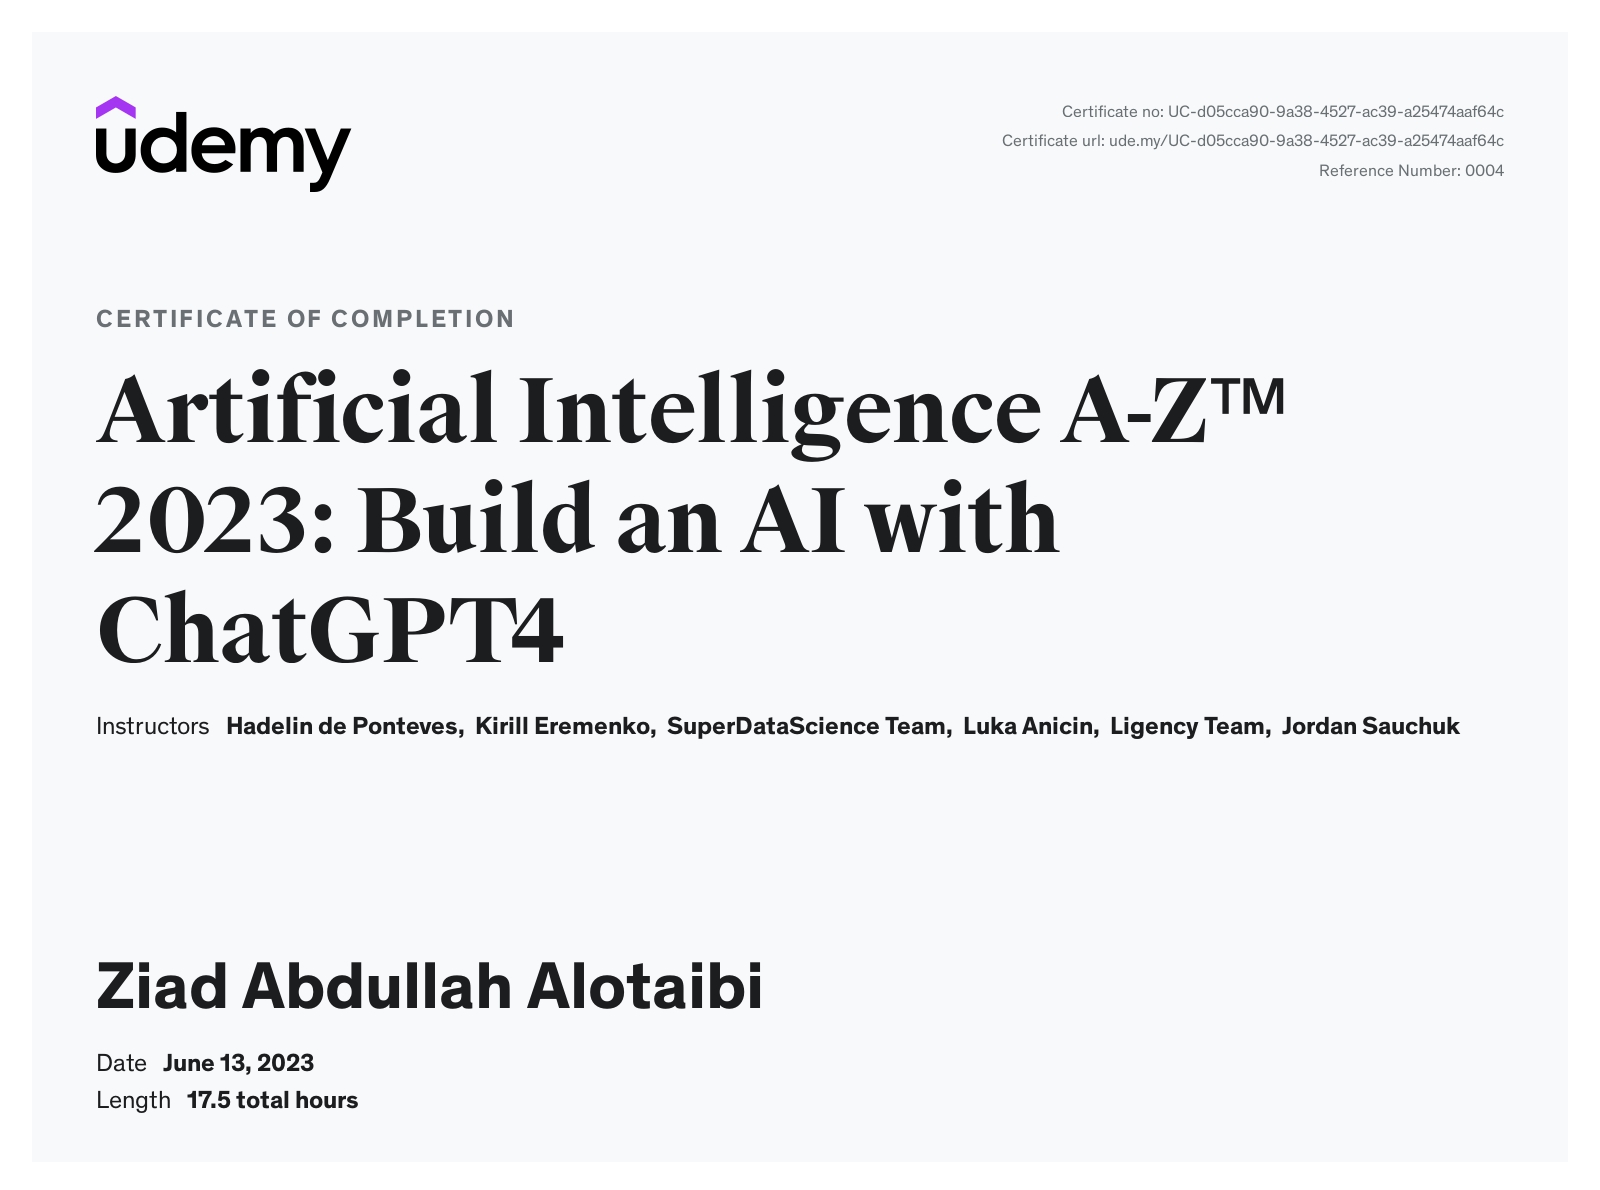 udemy
Certificate no: UC-d05cca90-9a38-4527-ac39-a25474aaf64c
Certificate url: ude.my/UC-d05cca90-9a38-4527-ac39-a25474aaf64c
Reference Number: 0004
CERTIFICATE OF COMPLETION
Artificial Intelligence A-Z™
2023: Build an AI with
ChatGPT4
Instructors Hadelin de Ponteves, Kirill Eremenko, SuperDataScience Team, Luka Anicin, Ligency Team, Jordan Sauchuk
Ziad Abdullah Alotaibi
Date June 13, 2023
Length 17.5 total hours